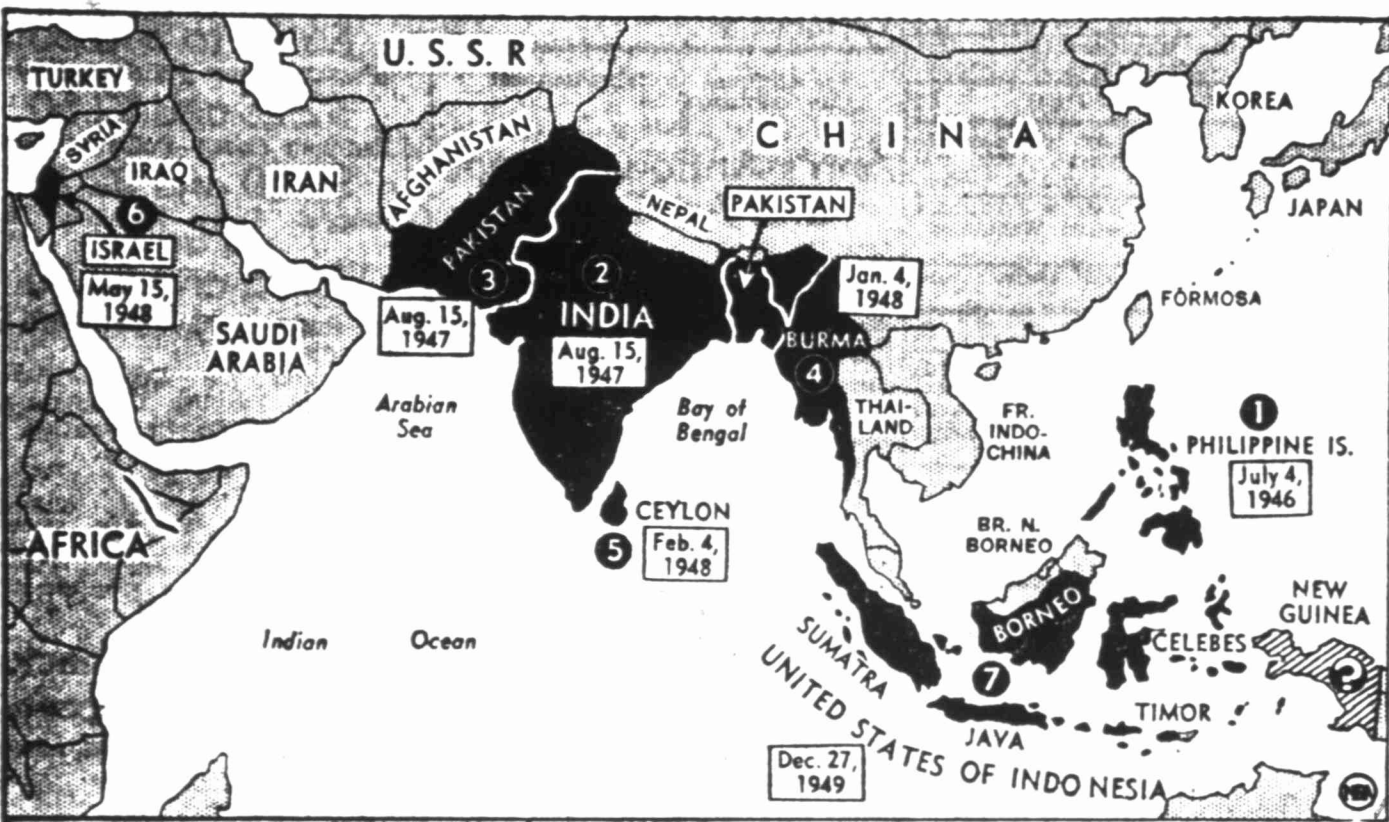 U. S. S. R
TURKEY
SYRIA
IRAQ
IRAN
AFGHANISTAN
CHINA
KOREA
JAPAN
6
ISRAEL
May 15,
1948
SAUDI
ARABIA
PAKISTAN
3
Aug. 15,
1947
2
INDIA
Aug. 15,
1947
NEPAL
PAKISTAN
Jan. 4,
1948
BURMA
4
FORMOSA
Arabian
Sea
Bay of
Bengal
THAI-
LAND
FR.
INDO-
CHINA
1
PHILIPPINE IS.
July 4,
1946
AFRICA
CEYLON
5
Feb. 4,
1948
BR. N.
BORNEO
Indian Ocean
SUMATRA
BORNEO
CELEBES
NEW
GUINEA
?
7
JAVA
TIMOR
UNITED STATES OF INDONESIA
Dec. 27,
1949
NEA